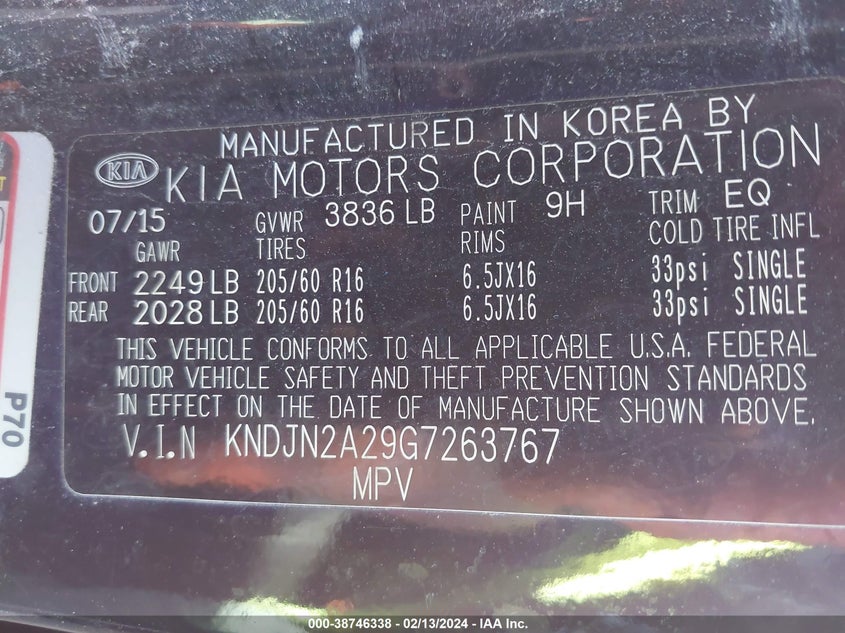 MANUFACTURED IN KOREA BY
KIA KIA MOTORS CORPORATION
07/15 GVWR 3836 LB PAINT 9H TRIM EQ
GAWR TIRES RIMS COLD TIRE INFL
FRONT 2249 LB 205/60 R16 6.5JX16 33psi SINGLE
REAR 2028 LB 205/60 R16 6.5JX16 33psi SINGLE
THIS VEHICLE CONFORMS TO ALL APPLICABLE U.S.A. FEDERAL
MOTOR VEHICLE SAFETY AND THEFT PREVENTION STANDARDS
IN EFFECT ON THE DATE OF MANUFACTURE SHOWN ABOVE.
V.I.N KNDJN2A29G7263767
MPV
P70
000-38746338 - 02/13/2024 - IAA Inc.